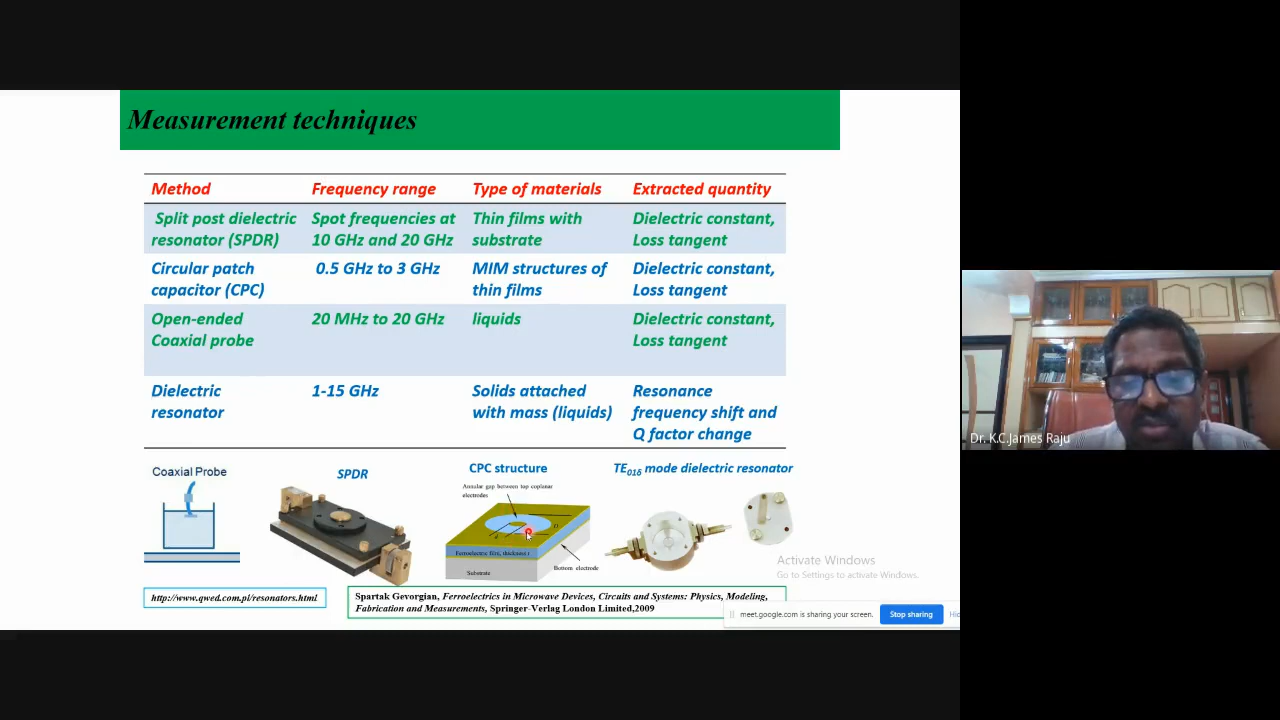 Measurement techniques
Method Frequency range Type of materials Extracted quantity
Split post dielectric resonator (SPDR) Spot frequencies at 10 GHz and 20 GHz Thin films with substrate Dielectric constant, Loss tangent
Circular patch capacitor (CPC) 0.5 GHz to 3 GHz MIM structures of thin films Dielectric constant, Loss tangent
Open-ended Coaxial probe 20 MHz to 20 GHz liquids Dielectric constant, Loss tangent
Dielectric resonator 1-15 GHz Solids attached with mass (liquids) Resonance frequency shift and Q factor change
Coaxial Probe
SPDR
CPC structure
TE01δ mode dielectric resonator
Annular gap between top coplanar
electrodes
Ferroelectric film, thickness t
Substrate
Bottom electrode
http://www.qwed.com.pl/resonators.html
Spartak Gevorgian, Ferroelectrics in Microwave Devices, Circuits and Systems: Physics, Modeling,
Fabrication and Measurements, Springer-Verlag London Limited,2009
Activate Windows
Go to Settings to activate Windows.
meet.google.com is sharing your screen.
Stop sharing
Dr. K.C.James Raju